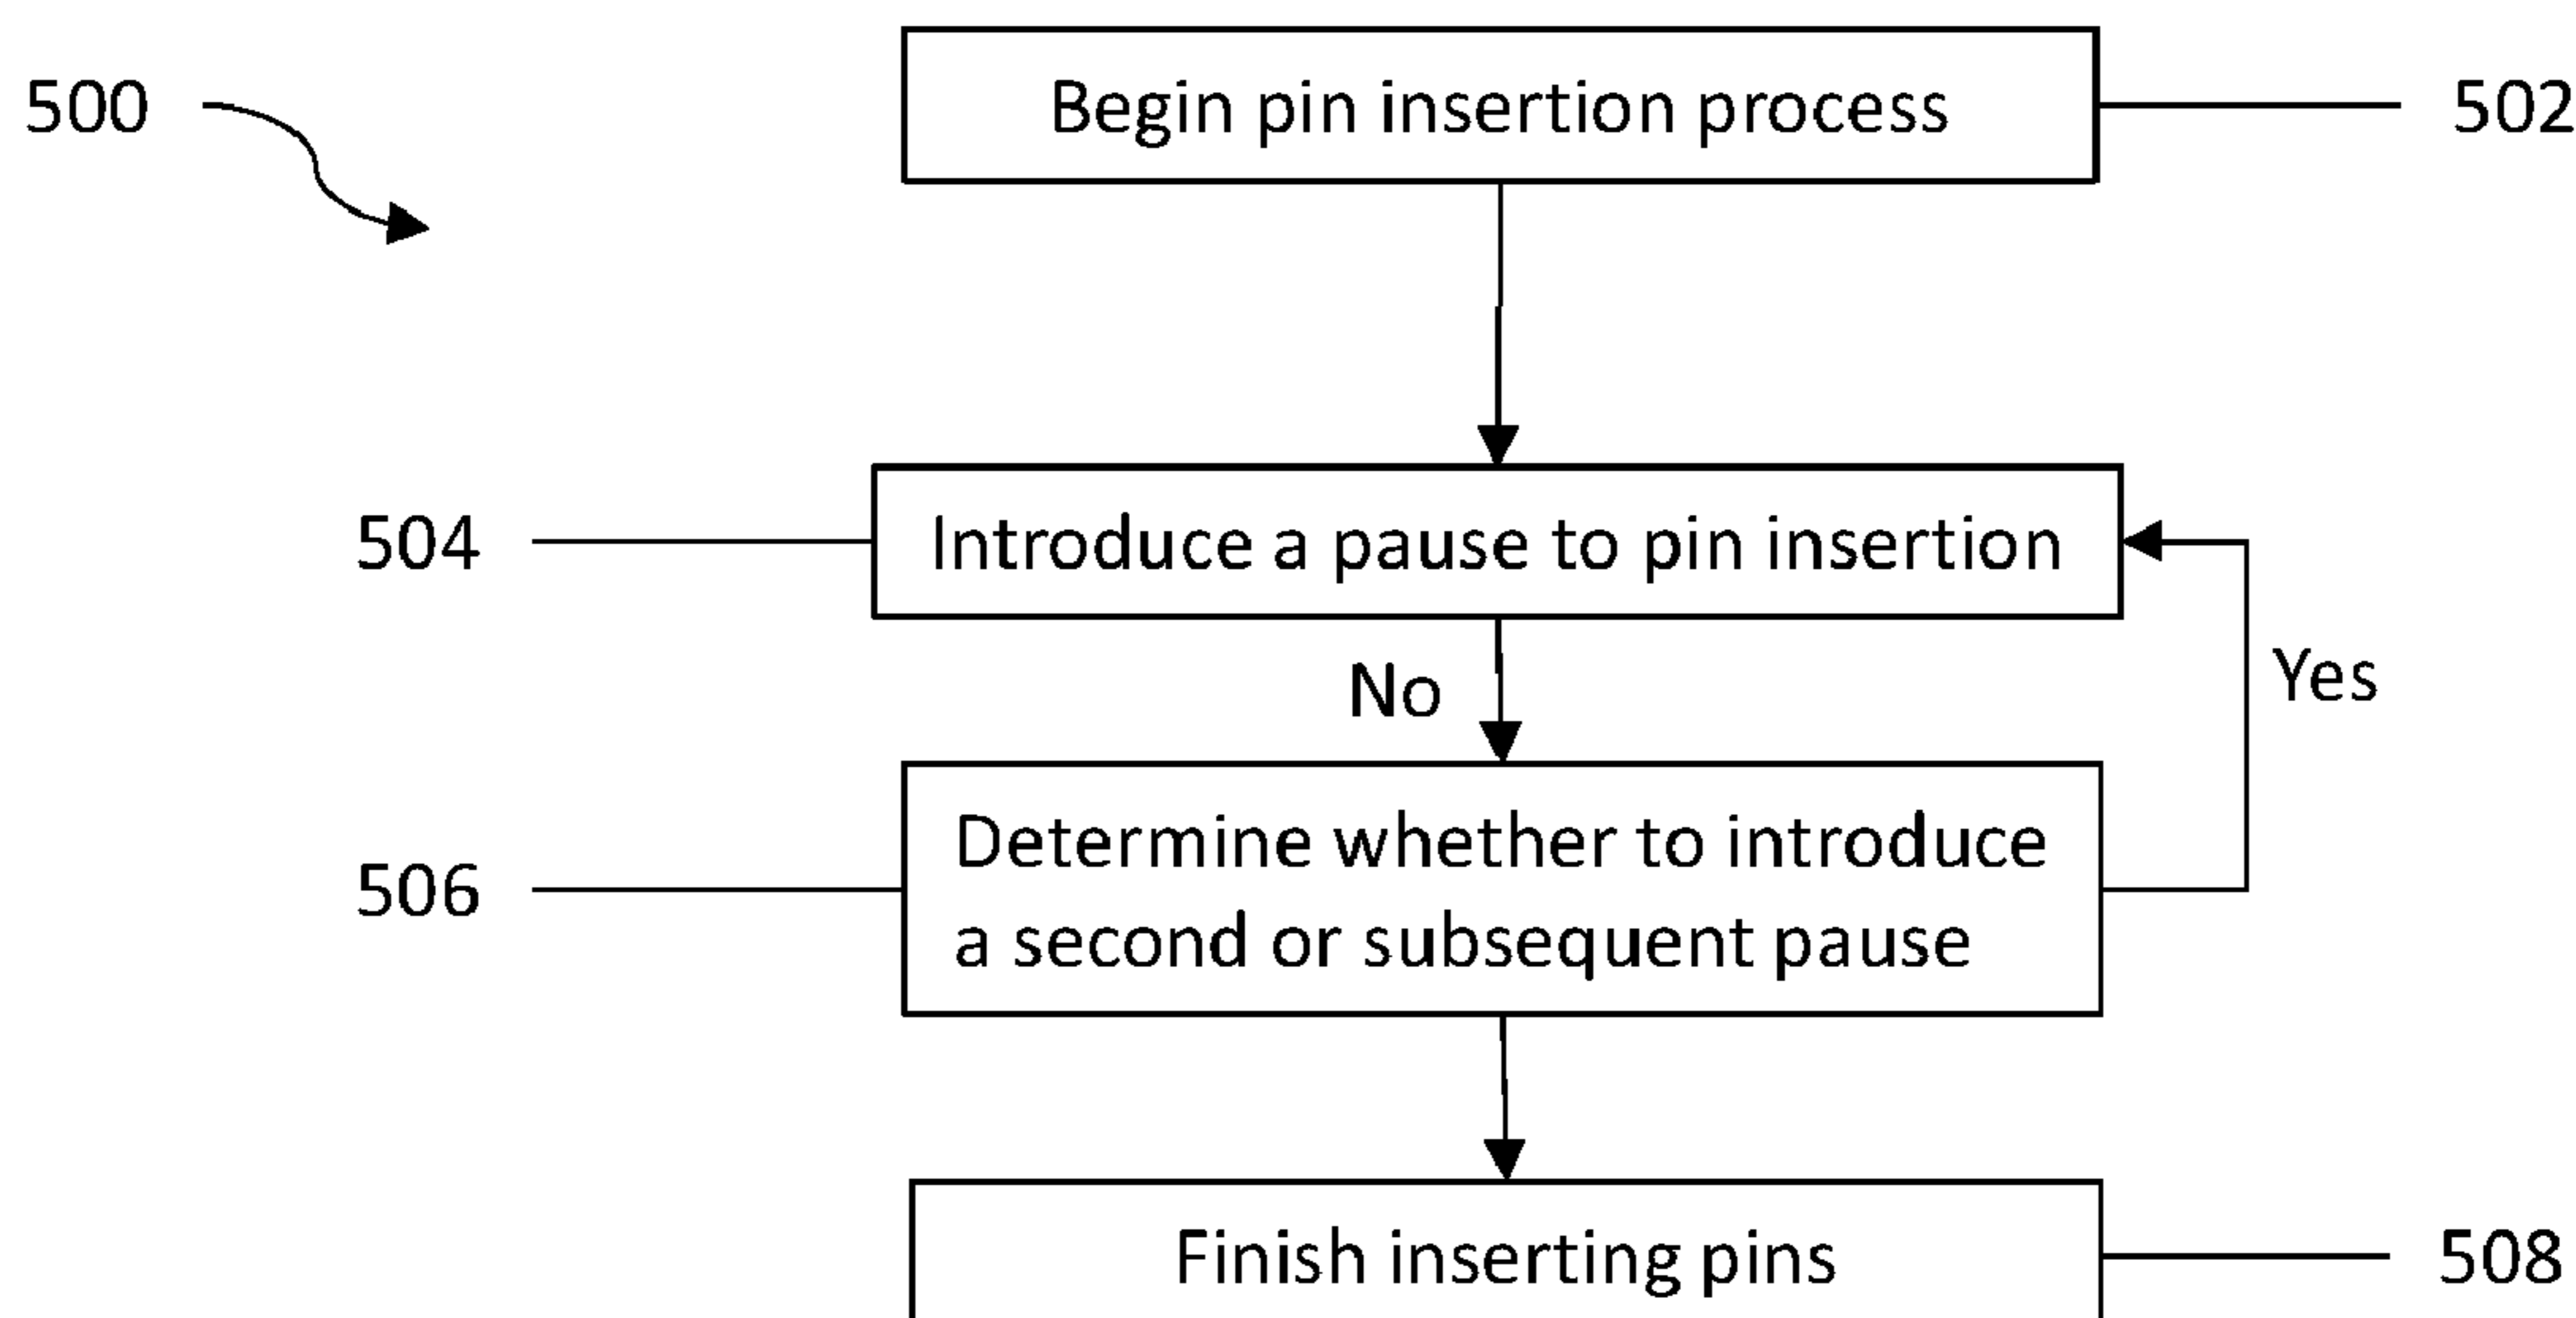 500
Begin pin insertion process
502
504
Introduce a pause to pin insertion
No
Yes
506
Determine whether to introduce
a second or subsequent pause
Finish inserting pins
508